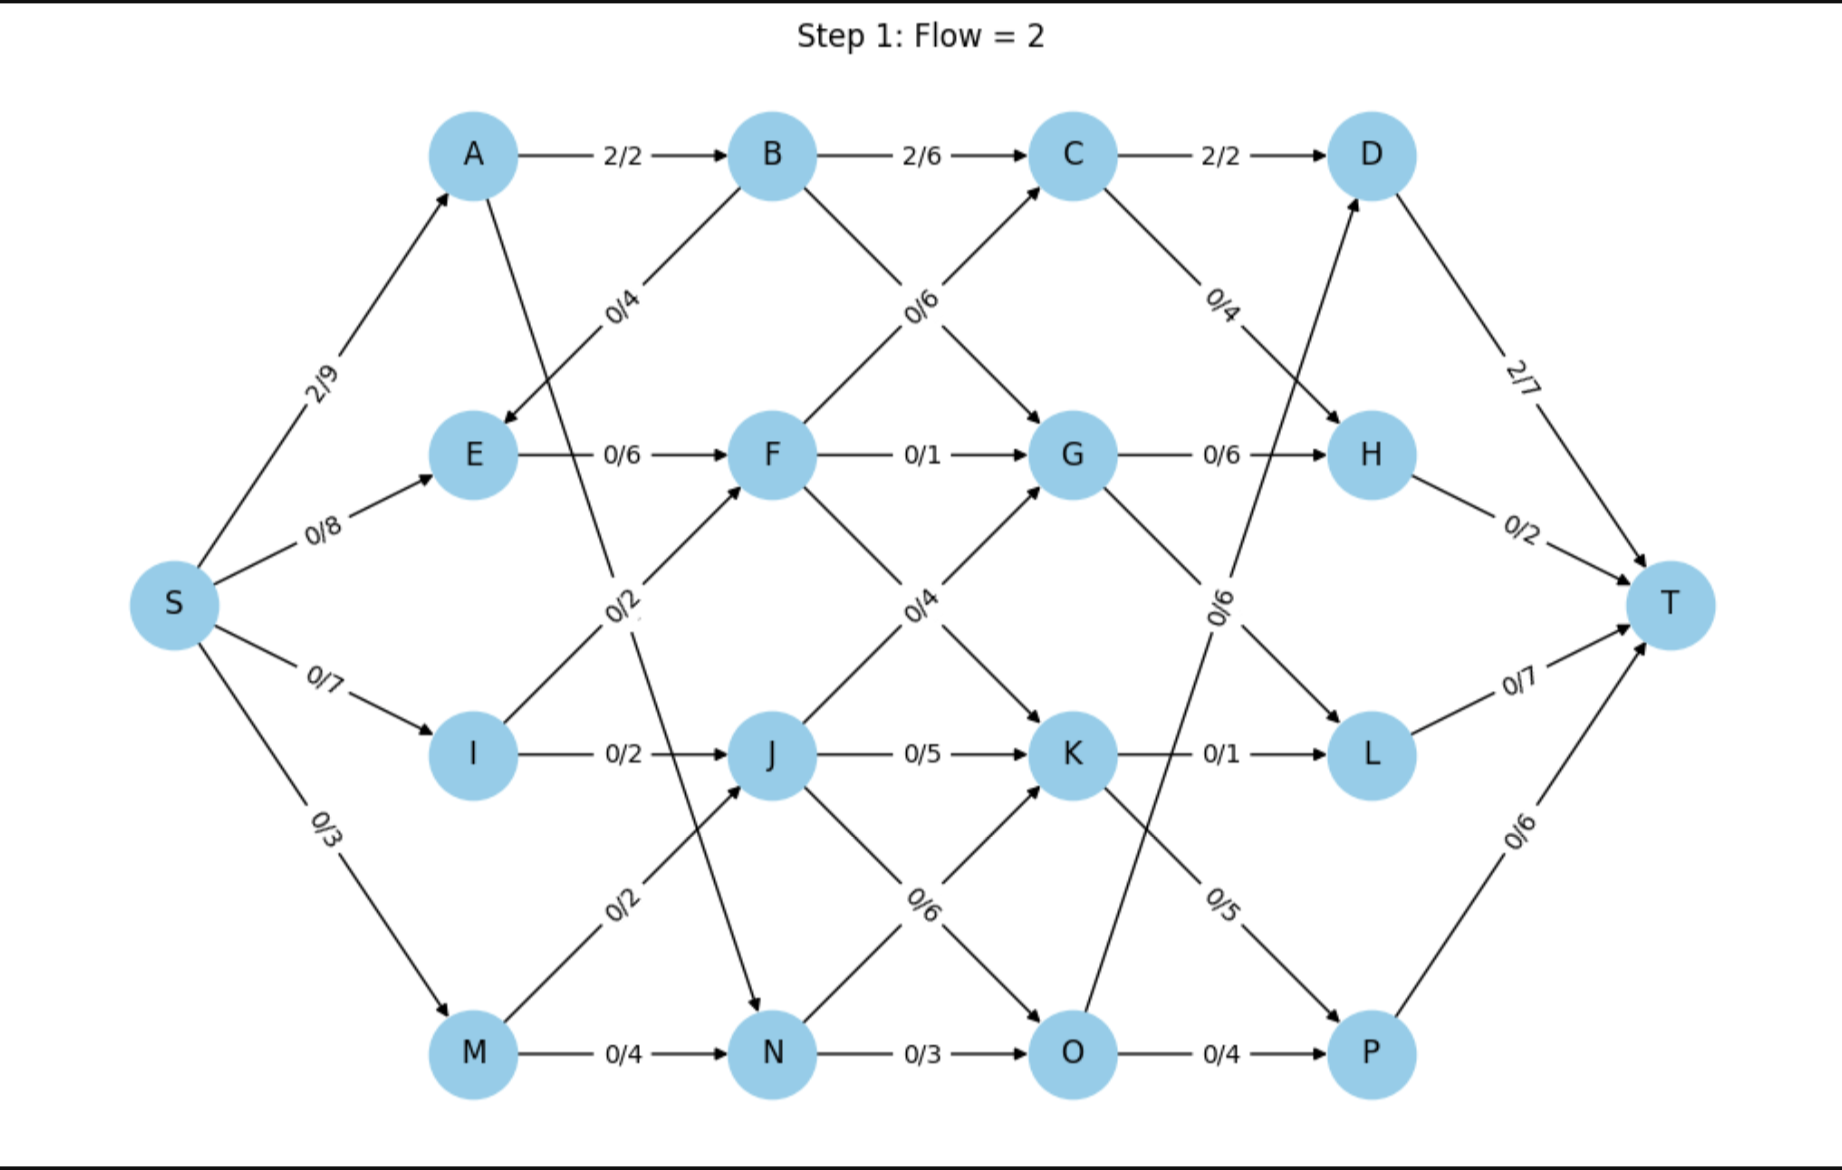 Step 1: Flow = 2
A 2/2 B 2/6 C 2/2 D
0/4 0/6 0/4
2/9 2/7
E 0/6 F 0/1 G 0/6 H
0/8 0/2
S 0/2 0/4 0/6 T
0/7 0/7
I 0/2 J 0/5 K 0/1 L
0/3 0/6
0/2 0/6 0/5
M 0/4 N 0/3 O 0/4 P